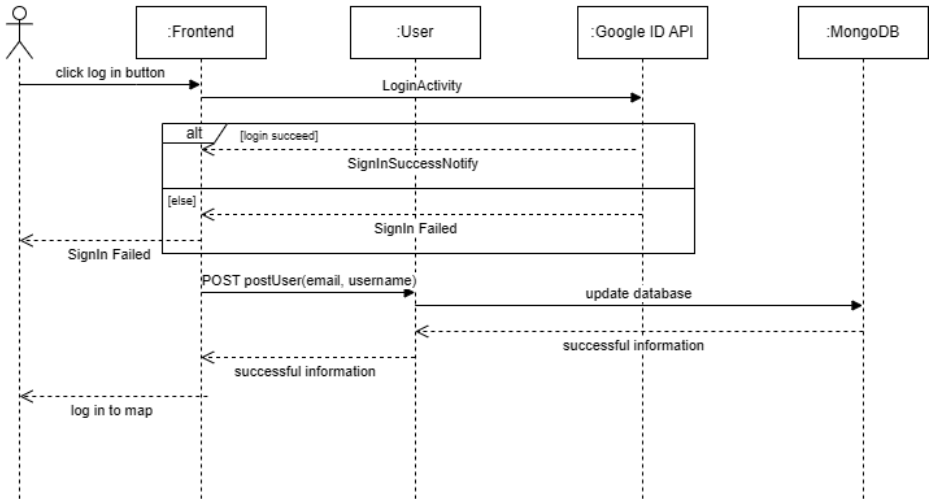 :Frontend
:User
:Google ID API
:MongoDB
click log in button
LoginActivity
alt
[login succeed]
SignInSuccessNotify
[else]
SignIn Failed
SignIn Failed
POST postUser(email, username)
update database
successful information
successful information
log in to map